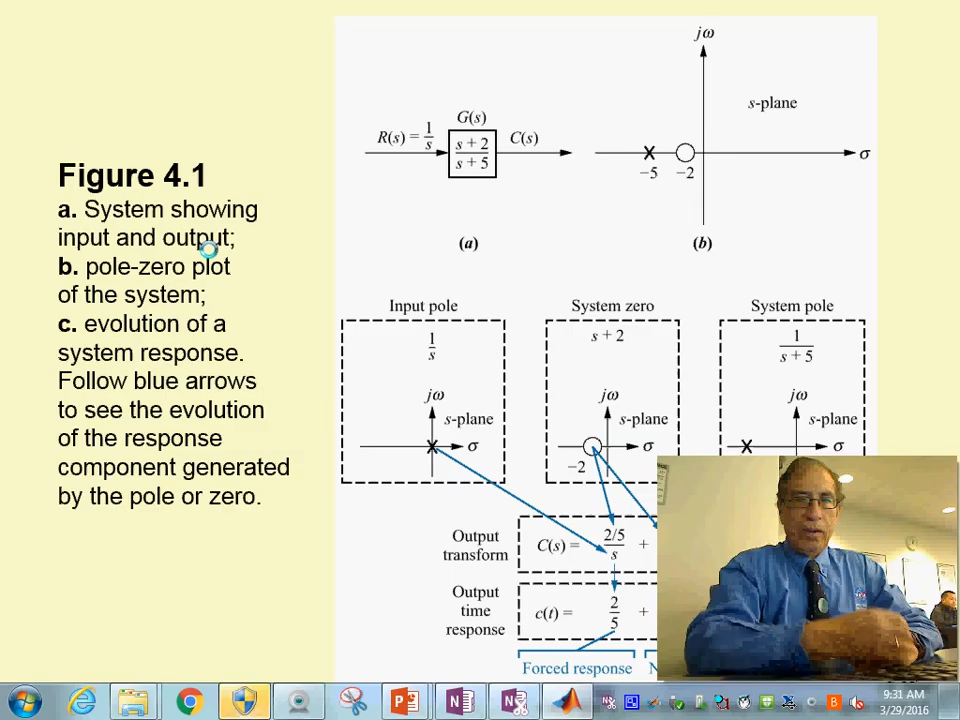 Figure 4.1
a. System showing
input and output;
b. pole-zero plot
of the system;
c. evolution of a
system response.
Follow blue arrows
to see the evolution
of the response
component generated
by the pole or zero.
G(s)
R(s) = 1/s
s + 2
s + 5
C(s)
(a)
jω
s-plane
σ
−5
−2
(b)
Input pole
1/s
jω
s-plane
σ
System zero
s + 2
jω
s-plane
σ
−2
System pole
1
s + 5
jω
s-plane
σ
Output
transform
C(s) = 2/5 / s +
Output
time
response
c(t) = 2/5 +
Forced response
9:31 AM
3/29/2016